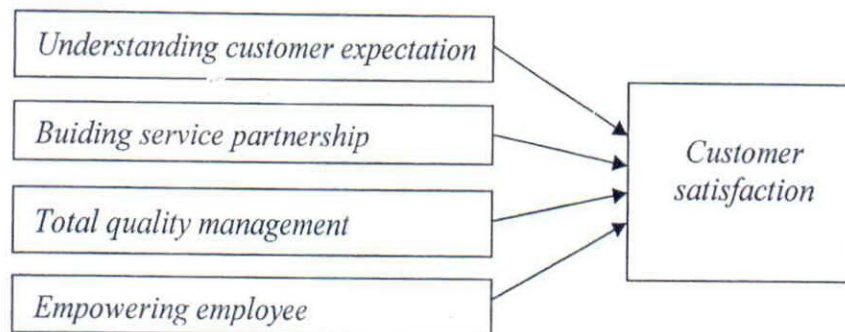 Understanding customer expectation
Buiding service partnership
Total quality management
Empowering employee
Customer
satisfaction